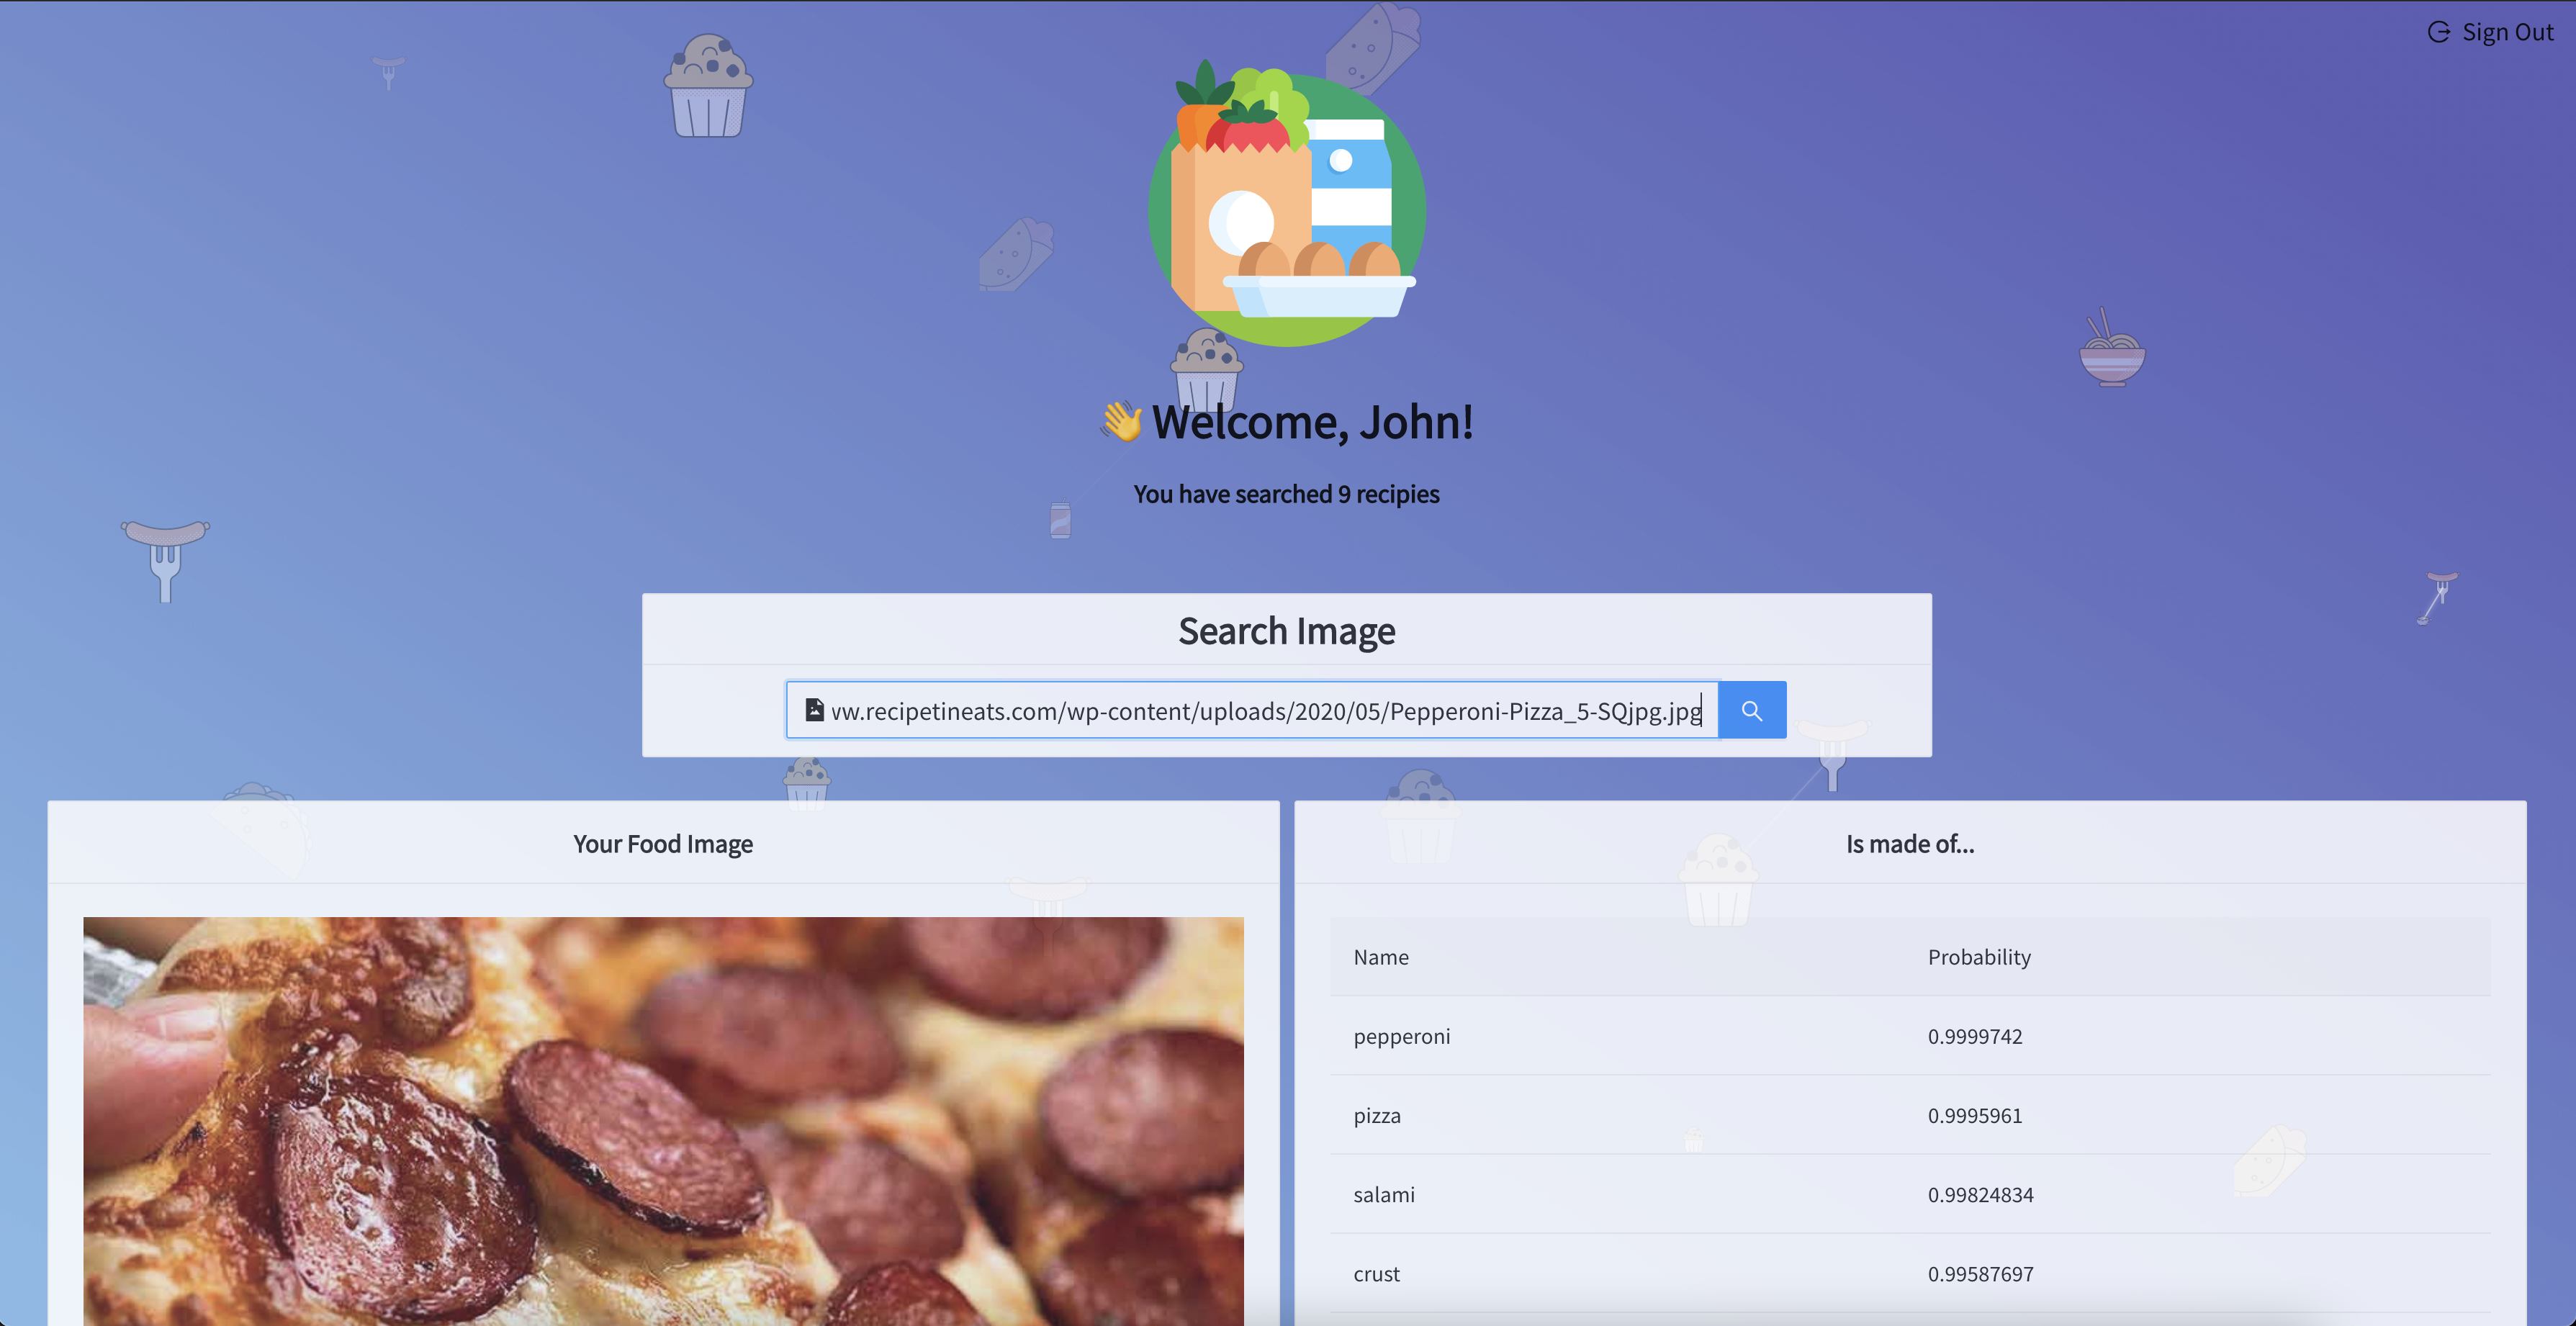 Sign Out
👋 Welcome, John!
You have searched 9 recipies
Search Image
vw.recipetineats.com/wp-content/uploads/2020/05/Pepperoni-Pizza_5-SQjpg.jpg
Your Food Image
Is made of...
Name Probability
pepperoni 0.9999742
pizza 0.9995961
salami 0.99824834
crust 0.99587697